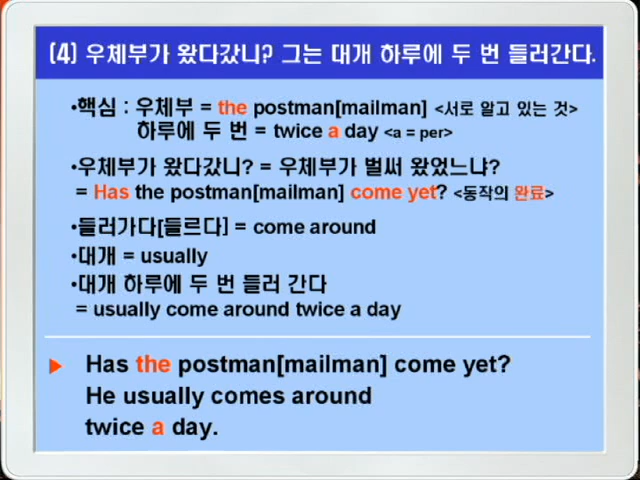 (4) 우체부가 왔다갔니? 그는 대개 하루에 두 번 들러간다.
•핵심 : 우체부 = the postman[mailman] <서로 알고 있는 것>
하루에 두 번 = twice a day <a = per>
•우체부가 왔다갔니? = 우체부가 벌써 왔었느냐?
= Has the postman[mailman] come yet? <동작의 완료>
•들러가다[들르다] = come around
•대개 = usually
•대개 하루에 두 번 들러 간다
= usually come around twice a day
▶ Has the postman[mailman] come yet?
He usually comes around
twice a day.